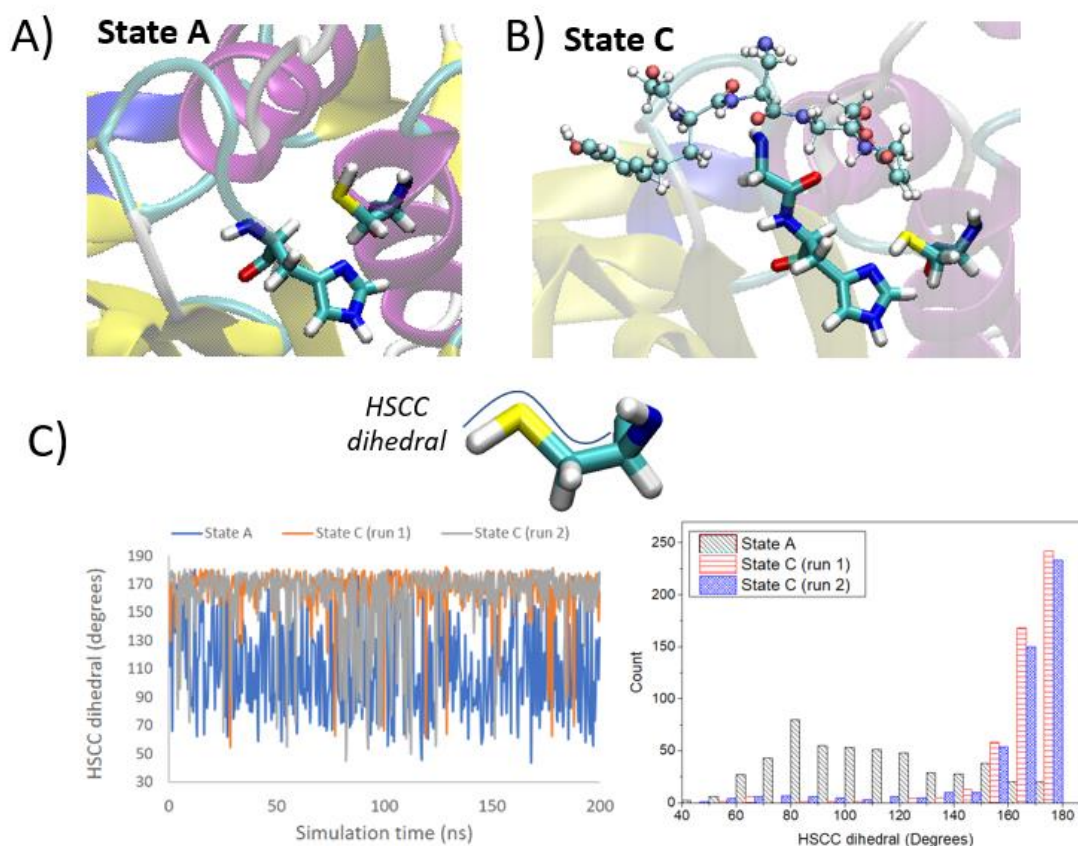 A)
State A
B)
State C
C)
HSCC
dihedral
State A
State C (run 1)
State C (run 2)
HSCC dihedral (degrees)
190
170
150
130
110
90
70
50
30
0
50
100
150
200
Simulation time (ns)
State A
State C (run 1)
State C (run 2)
Count
250
200
150
100
50
0
40
60
80
100
120
140
160
180
HSCC dihedral (Degrees)